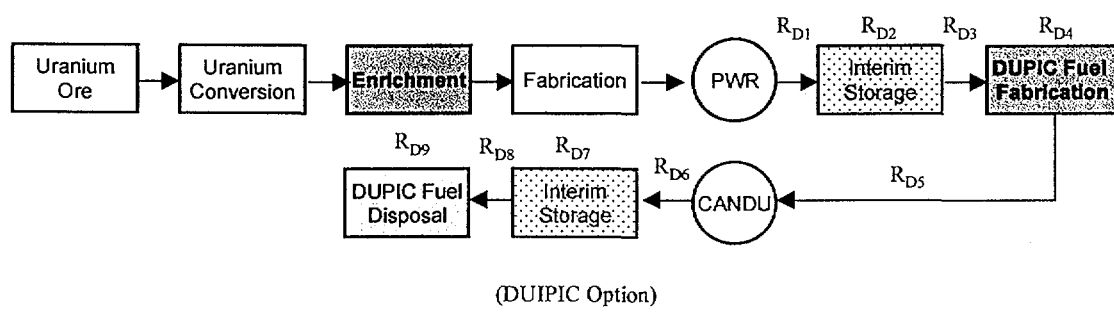 R_D1 R_D2 R_D3 R_D4
Uranium Ore
Uranium Conversion
Enrichment
Fabrication
PWR
Interim Storage
DUPIC Fuel Fabrication
R_D9 R_D8 R_D7 R_D6 R_D5
DUPIC Fuel Disposal
Interim Storage
CANDU
(DUIPIC Option)